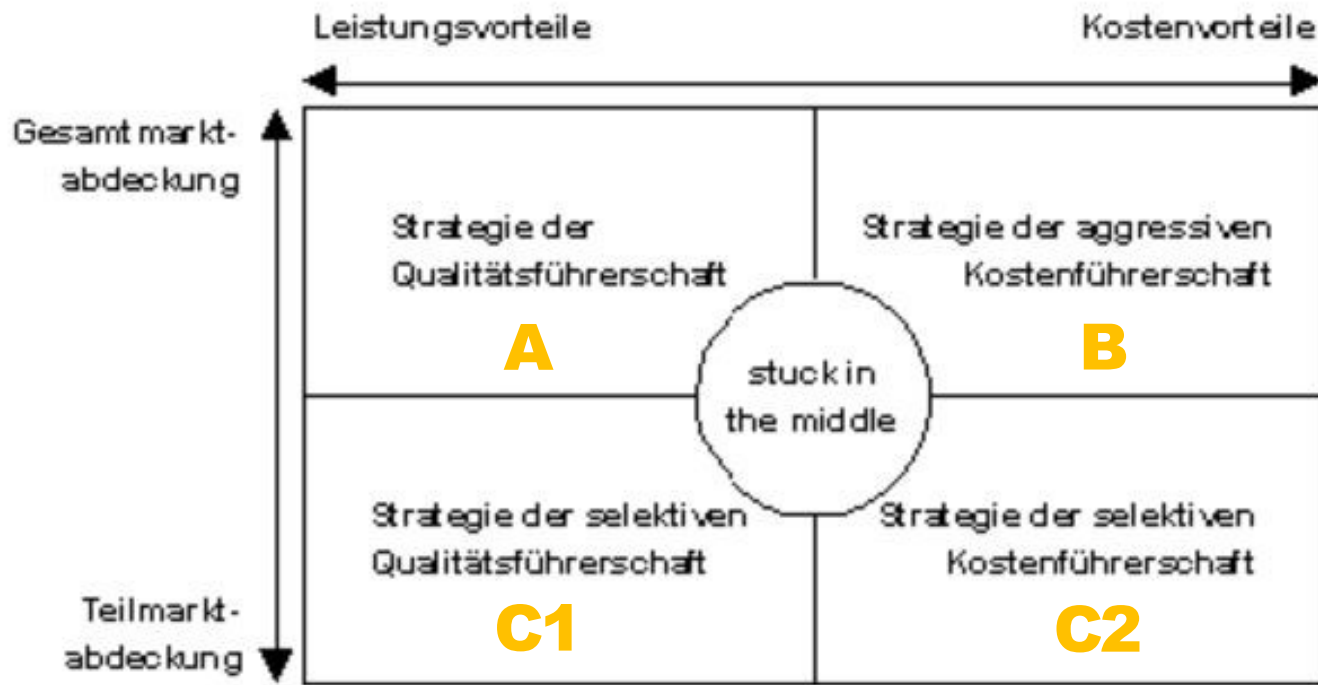 Leistungsvorteile
Kostenvorteile
Gesamtmarkt-
abdeckung
Strategie der
Qualitätsführerschaft
A
Strategie der aggressiven
Kostenführerschaft
B
stuck in
the middle
Strategie der selektiven
Qualitätsführerschaft
C1
Strategie der selektiven
Kostenführerschaft
C2
Teilmarkt-
abdeckung